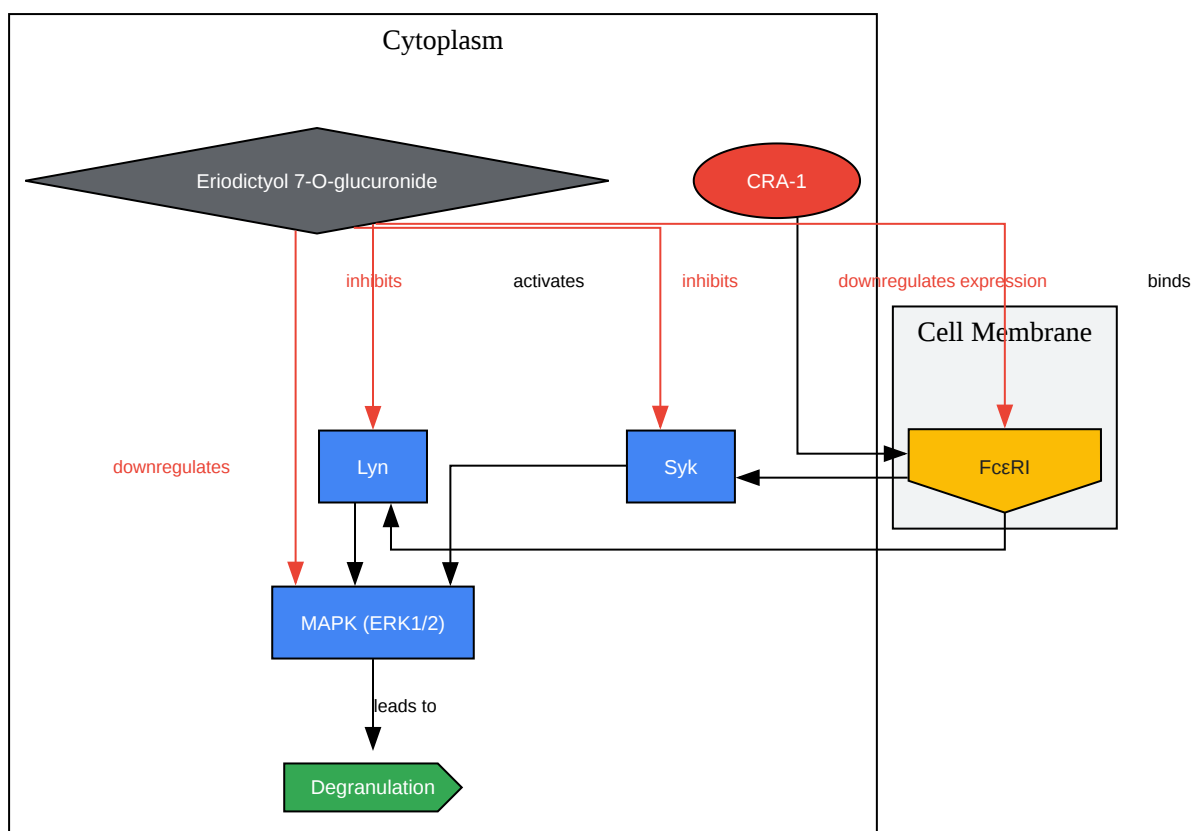 Cytoplasm
Eriodictyol 7-O-glucuronide
CRA-1
inhibits
activates
inhibits
downregulates expression
binds
Cell Membrane
downregulates
Lyn
Syk
FcεRI
MAPK (ERK1/2)
leads to
Degranulation